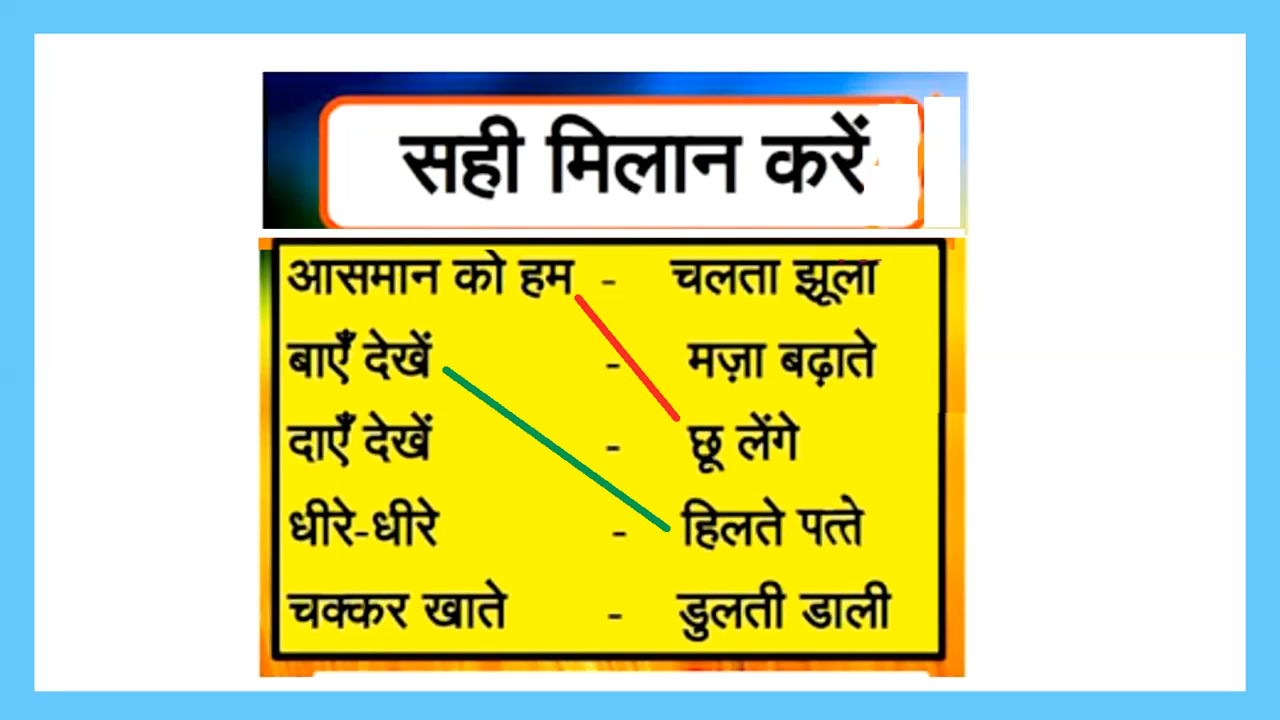 सही मिलान करें
आसमान को हम - चलता झूला
बाएँ देखें - मज़ा बढ़ाते
दाएँ देखें - छू लेंगे
धीरे-धीरे - हिलते पत्ते
चक्कर खाते - डुलती डाली